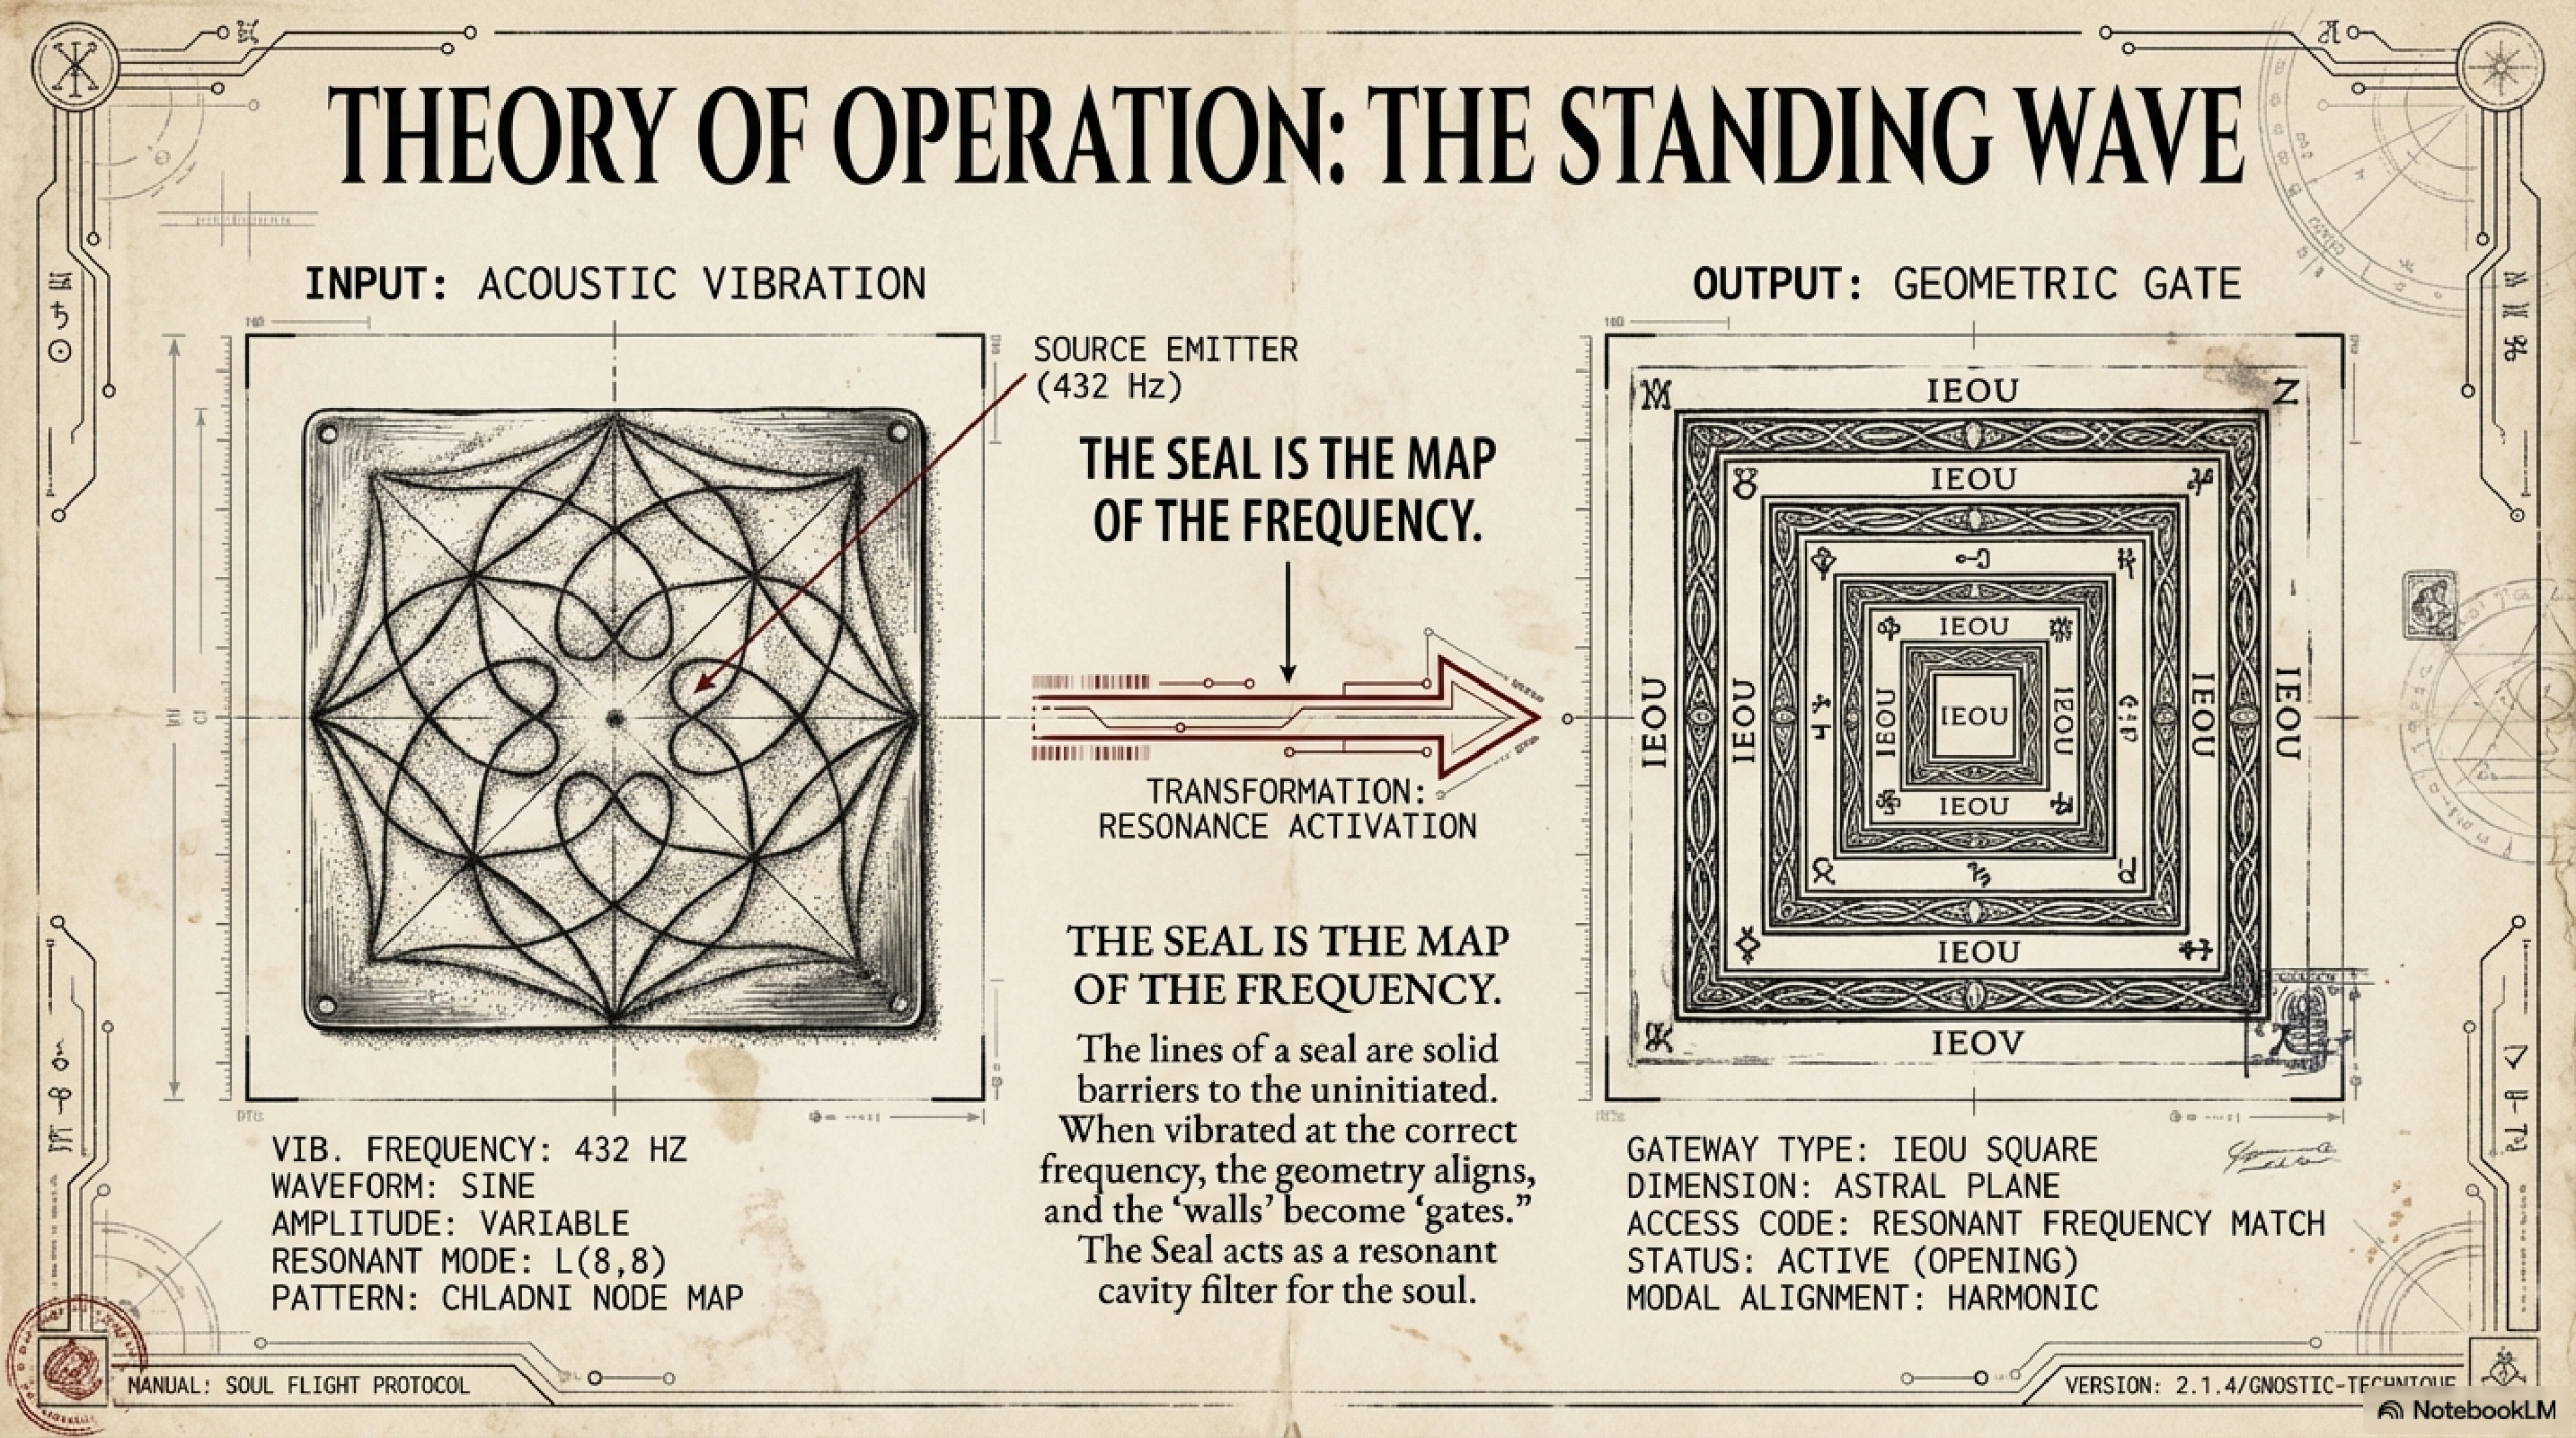 THEORY OF OPERATION: THE STANDING WAVE
INPUT: ACOUSTIC VIBRATION
SOURCE EMITTER
(432 Hz)
THE SEAL IS THE MAP
OF THE FREQUENCY.
TRANSFORMATION:
RESONANCE ACTIVATION
THE SEAL IS THE MAP
OF THE FREQUENCY.
The lines of a seal are solid
barriers to the uninitiated.
When vibrated at the correct
frequency, the geometry aligns,
and the ‘walls’ become ‘gates.”
The Seal acts as a resonant
cavity filter for the soul.
VIB. FREQUENCY: 432 HZ
WAVEFORM: SINE
AMPLITUDE: VARIABLE
RESONANT MODE: L(8,8)
PATTERN: CHLADNI NODE MAP
OUTPUT: GEOMETRIC GATE
IEOU
IEOU
IEOU
IEOU
IEOU
IEOU
IEOU
IEOU
IEOU
IEOU
IEOU
IEOU
IEOV
GATEWAY TYPE: IEOU SQUARE
DIMENSION: ASTRAL PLANE
ACCESS CODE: RESONANT FREQUENCY MATCH
STATUS: ACTIVE (OPENING)
MODAL ALIGNMENT: HARMONIC
MANUAL: SOUL FLIGHT PROTOCOL
VERSION: 2.1.4/GNOSTIC-TECHNIQUE
NotebookLM